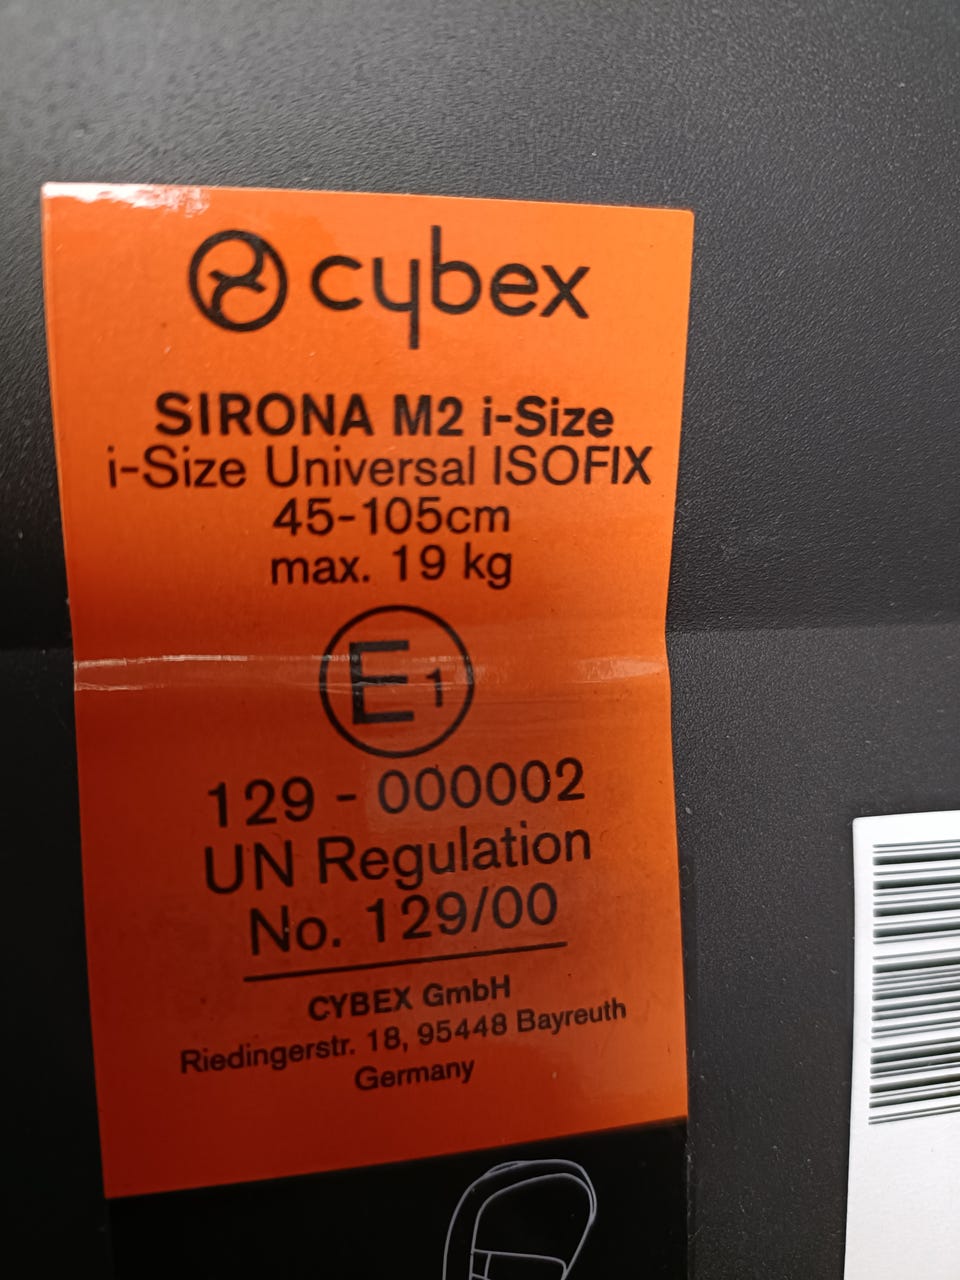 cybex
SIRONA M2 i-Size
i-Size Universal ISOFIX
45-105cm
max. 19 kg
E1
129 - 000002
UN Regulation
No. 129/00
CYBEX GmbH
Riedingerstr. 18, 95448 Bayreuth
Germany